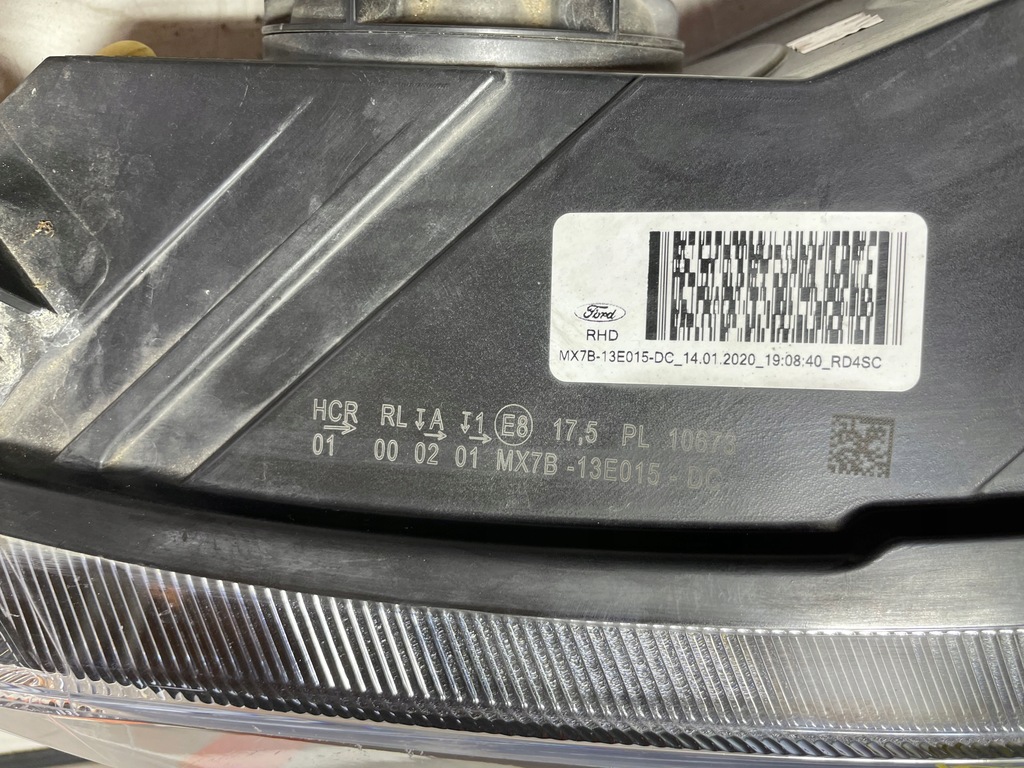 Ford
RHD
MX7B-13E015-DC_14.01.2020_19:08:40_RD4SC
HCR RL A 1 E8 17,5 PL 10678
01 00 02 01 MX7B -13E015 - DC